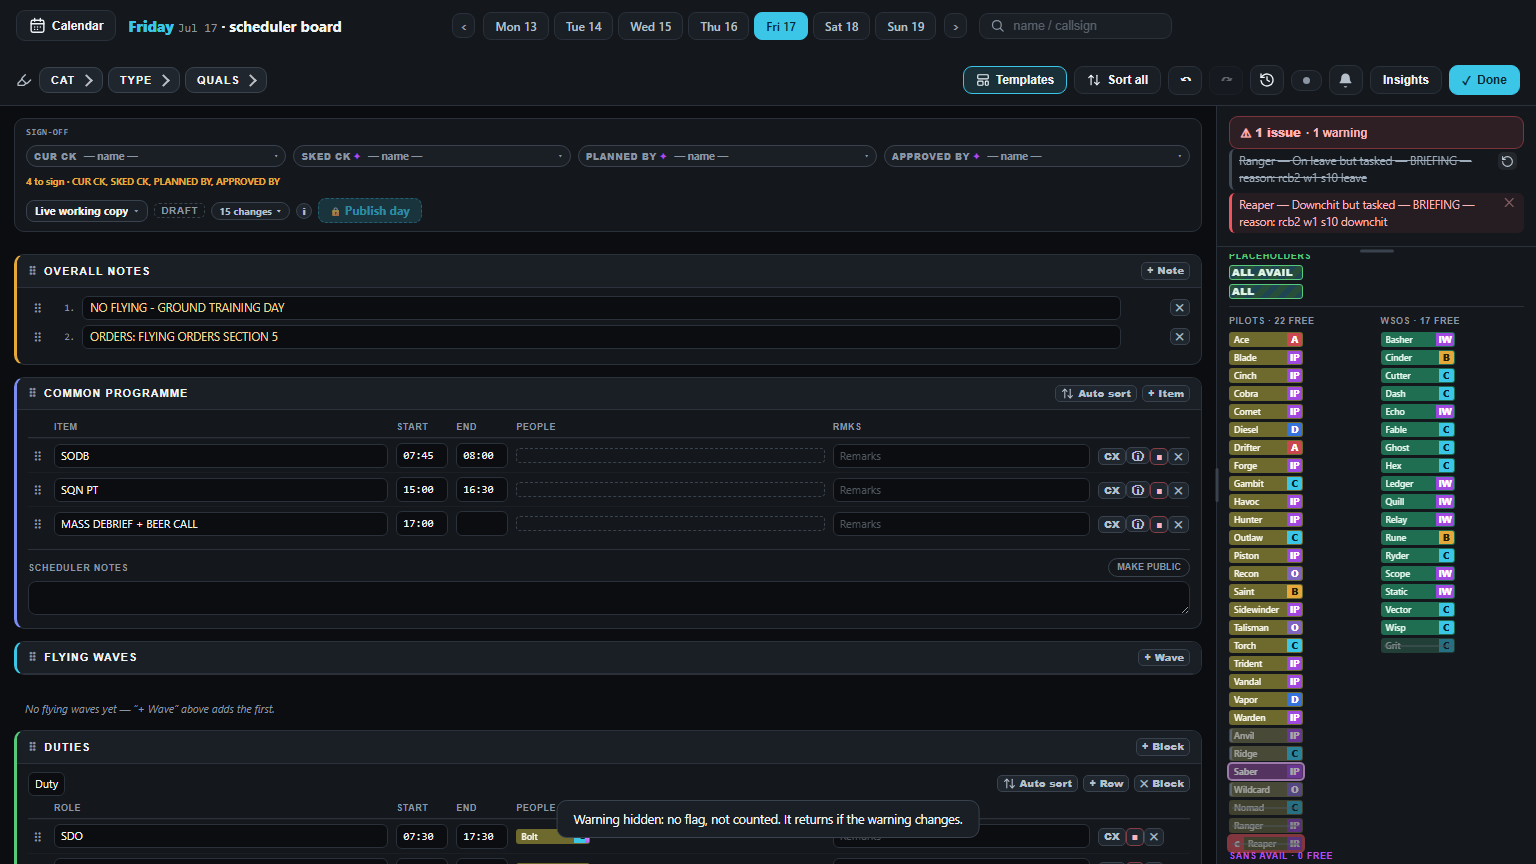 Calendar
Friday Jul 17 · scheduler board
‹ Mon 13 Tue 14 Wed 15 Thu 16 Fri 17 Sat 18 Sun 19 ›
name / callsign
CAT TYPE QUALS
Templates Sort all Insights ✓ Done
SIGN-OFF
CUR CK — name — SKED CK ✦ — name — PLANNED BY ✦ — name — APPROVED BY ✦ — name —
4 to sign · CUR CK, SKED CK, PLANNED BY, APPROVED BY
Live working copy DRAFT 15 changes i Publish day
OVERALL NOTES + Note
1. NO FLYING - GROUND TRAINING DAY ✕
2. ORDERS: FLYING ORDERS SECTION 5 ✕
COMMON PROGRAMME Auto sort + Item
ITEM START END PEOPLE RMKS
SODB 07:45 08:00 Remarks CX ✕
SQN PT 15:00 16:30 Remarks CX ✕
MASS DEBRIEF + BEER CALL 17:00 Remarks CX ✕
SCHEDULER NOTES MAKE PUBLIC
FLYING WAVES + Wave
No flying waves yet — "+ Wave" above adds the first.
DUTIES + Block
Duty Auto sort + Row ✕ Block
ROLE START END PEOPLE
SDO 07:30 17:30 Bolt CX ✕
Warning hidden: no flag, not counted. It returns if the warning changes.
⚠ 1 issue · 1 warning
Ranger — On leave but tasked — BRIEFING —
reason: rcb2 w1 s10 leave
Reaper — Downchit but tasked — BRIEFING —
reason: rcb2 w1 s10 downchit
PLACEHOLDERS
ALL AVAIL
ALL
PILOTS · 22 FREE
Ace A
Blade IP
Cinch IP
Cobra IP
Comet IP
Diesel D
Drifter A
Forge IP
Gambit C
Havoc IP
Hunter IP
Outlaw C
Piston IP
Recon O
Saint B
Sidewinder IP
Talisman O
Torch C
Trident IP
Vandal IP
Vapor D
Warden IP
Anvil IP
Ridge C
Saber IP
Wildcard O
Nomad C
Ranger IP
C Reaper IP
WSOS · 17 FREE
Basher IW
Cinder B
Cutter C
Dash C
Echo IW
Fable C
Ghost C
Hex C
Ledger IW
Quill IW
Relay IW
Rune B
Ryder C
Scope IW
Static IW
Vector C
Wisp C
Grit C
SANS AVAIL · 0 FREE